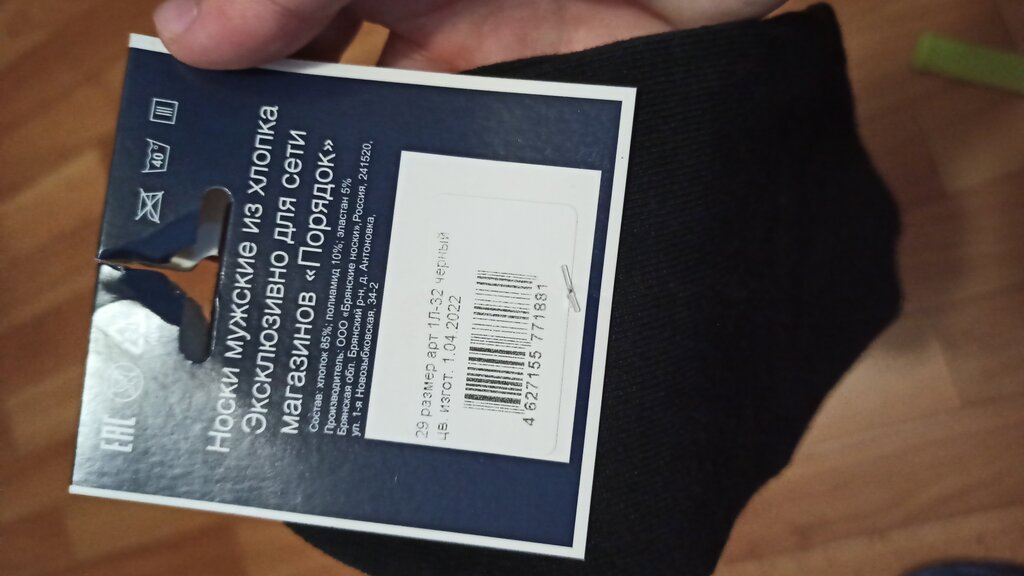 EAC
40°
Носки мужские из хлопка
Эксклюзивно для сети
магазинов «Порядок»
Состав: хлопок 85%; полиамид 10%; эластан 5%
Производитель: ООО «Брянские носки»,Россия, 241520,
Брянская обл. Брянский р-н, д. Антоновка,
ул. 1-я Новозыбковская, 34-2
29 размер арт 1Л-32 черный
цв. изгот. 1.04.2022
4 627155 771881